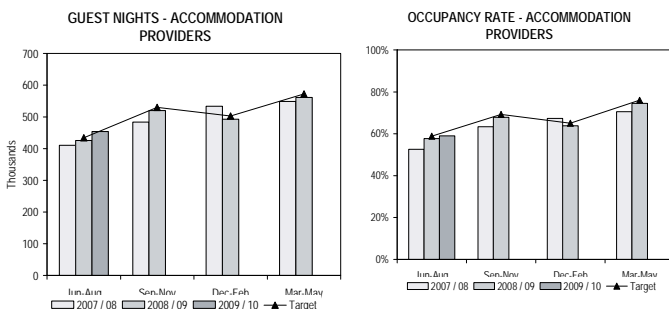 GUEST NIGHTS - ACCOMMODATION
PROVIDERS
700
600
500
400
300
200
100
0
Thousands
Jun-Aug
Sep-Nov
Dec-Feb
Mar-May
2007 / 08
2008 / 09
2009 / 10
Target
OCCUPANCY RATE - ACCOMMODATION
PROVIDERS
100%
80%
60%
40%
20%
0%
Jun-Aug
Sep-Nov
Dec-Feb
Mar-May
2007 / 08
2008 / 09
2009 / 10
Target